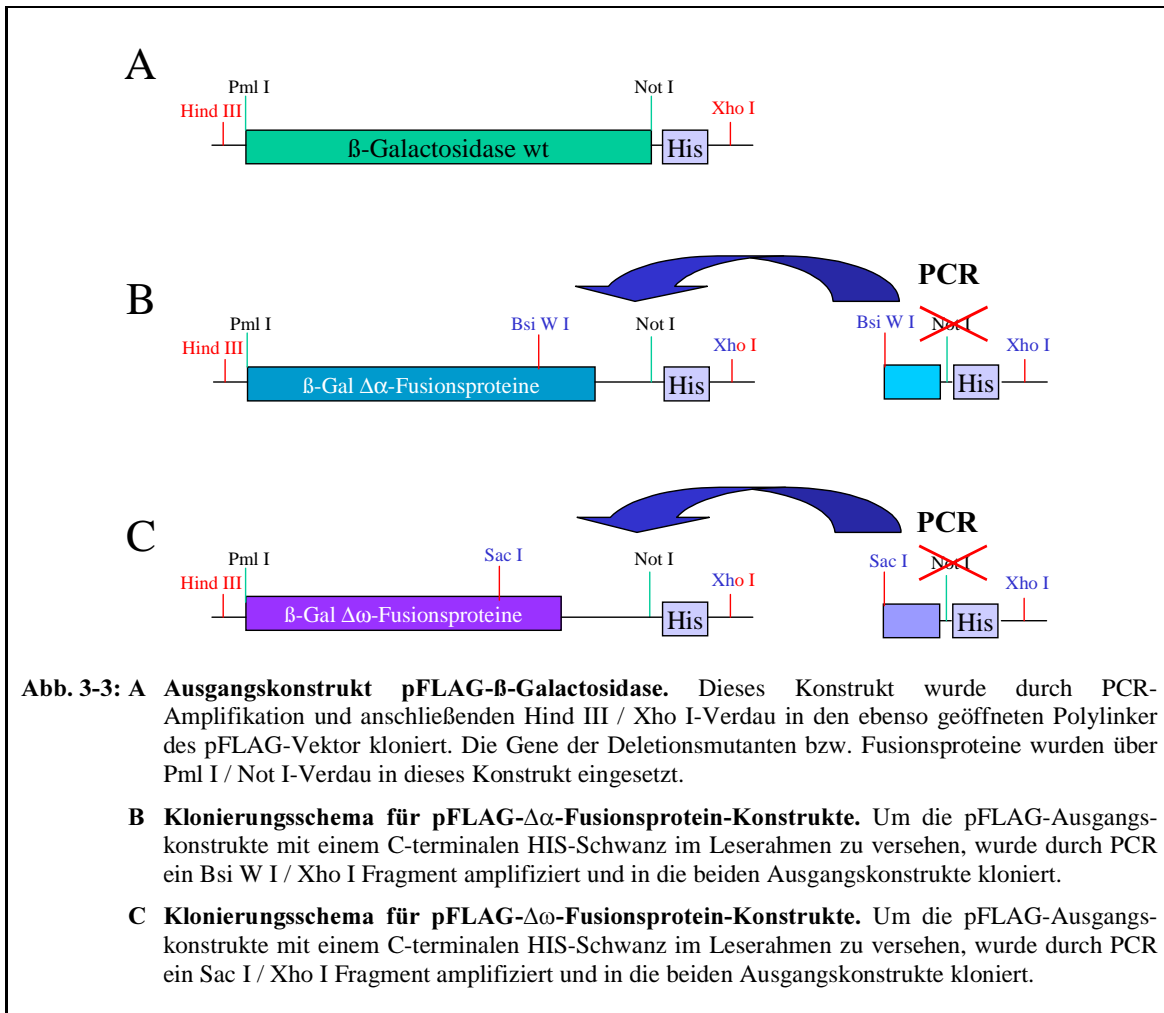 A
Pml I
Not I
Hind III
Xho I
ß-Galactosidase wt
His
PCR
B
Pml I
Bsi W I
Not I
Bsi W I
Not I
Hind III
Xho I
Xho I
ß-Gal Δα-Fusionsproteine
His
His
PCR
C
Pml I
Sac I
Not I
Sac I
Not I
Hind III
Xho I
Xho I
ß-Gal Δω-Fusionsproteine
His
His
Abb. 3-3: A Ausgangskonstrukt pFLAG-ß-Galactosidase. Dieses Konstrukt wurde durch PCR-
Amplifikation und anschließenden Hind III / Xho I-Verdau in den ebenso geöffneten Polylinker
des pFLAG-Vektor kloniert. Die Gene der Deletionsmutanten bzw. Fusionsproteine wurden über
Pml I / Not I-Verdau in dieses Konstrukt eingesetzt.
B Klonierungsschema für pFLAG-Δα-Fusionsprotein-Konstrukte. Um die pFLAG-Ausgangs-
konstrukte mit einem C-terminalen HIS-Schwanz im Leserahmen zu versehen, wurde durch PCR
ein Bsi W I / Xho I Fragment amplifiziert und in die beiden Ausgangskonstrukte kloniert.
C Klonierungsschema für pFLAG-Δω-Fusionsprotein-Konstrukte. Um die pFLAG-Ausgangs-
konstrukte mit einem C-terminalen HIS-Schwanz im Leserahmen zu versehen, wurde durch PCR
ein Sac I / Xho I Fragment amplifiziert und in die beiden Ausgangskonstrukte kloniert.